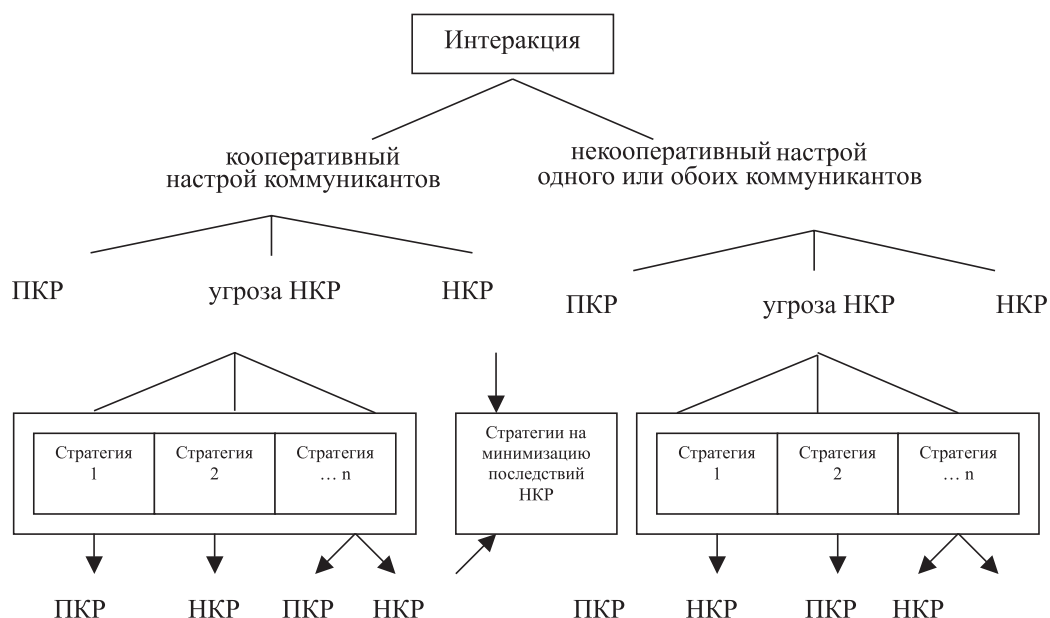 Интеракция
кооперативный
настрой коммуникантов
некооперативный настрой
одного или обоих коммуникантов
ПКР
угроза НКР
НКР
ПКР
угроза НКР
НКР
Стратегия
1
Стратегия
2
Стратегия
... n
Стратегии на
минимизацию
последствий
НКР
Стратегия
1
Стратегия
2
Стратегия
... n
ПКР
НКР
ПКР
НКР
ПКР
НКР
ПКР
НКР